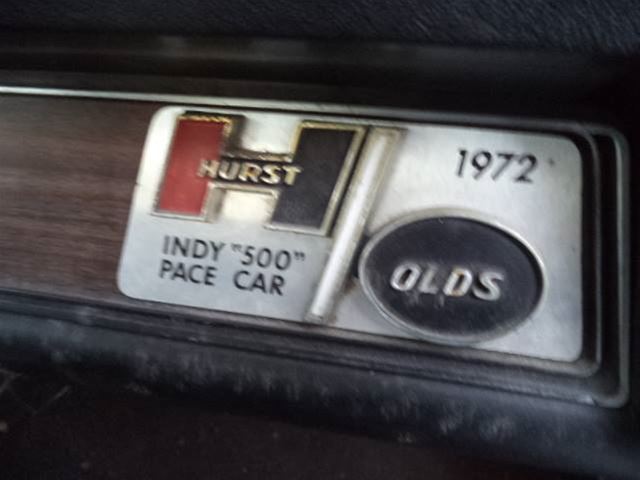 HURST
1972
INDY "500"
PACE CAR
OLDS